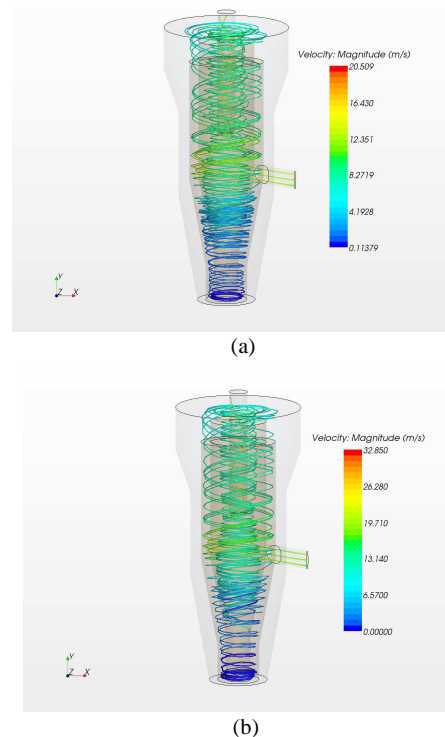 Velocity: Magnitude (m/s)
20.509
16.430
12.351
8.2719
4.1928
0.11379
Y
Z X
(a)
Velocity: Magnitude (m/s)
32.850
26.280
19.710
13.140
6.5700
0.00000
Y
Z X
(b)